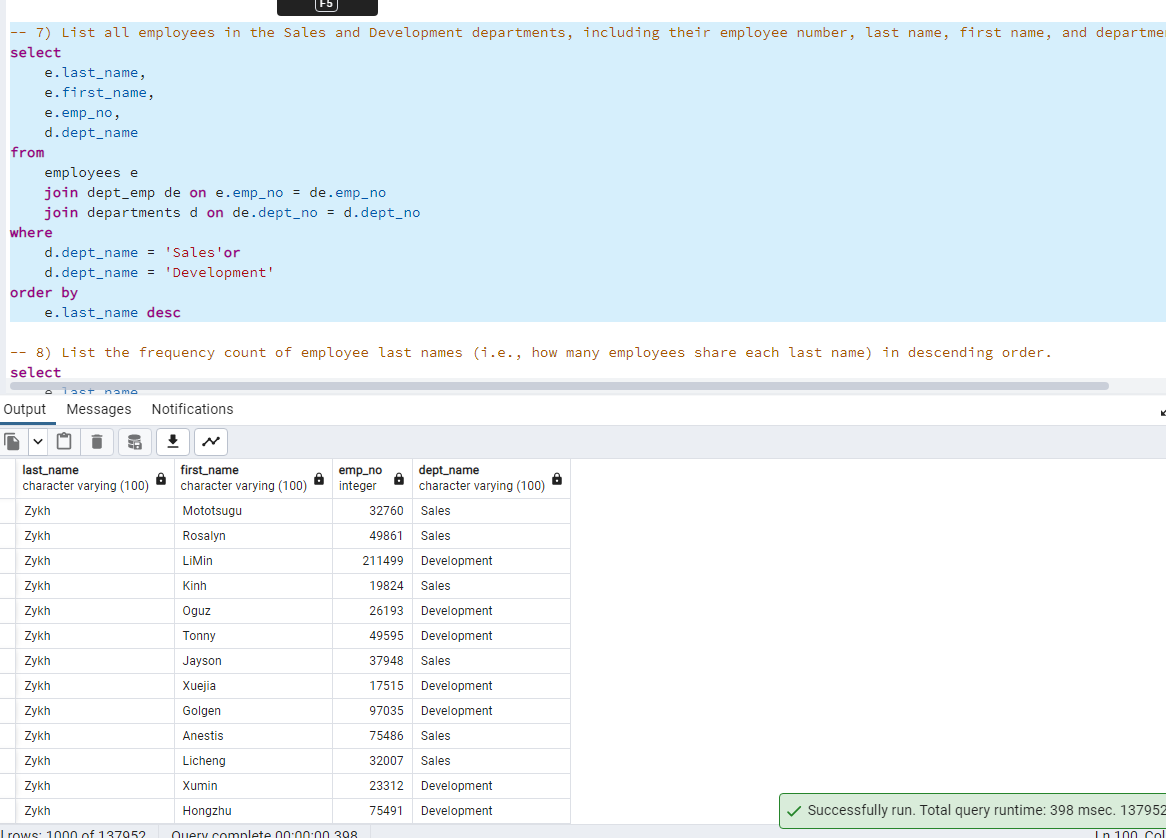 F5
-- 7) List all employees in the Sales and Development departments, including their employee number, last name, first name, and departme
select
e.last_name,
e.first_name,
e.emp_no,
d.dept_name
from
employees e
join dept_emp de on e.emp_no = de.emp_no
join departments d on de.dept_no = d.dept_no
where
d.dept_name = 'Sales'or
d.dept_name = 'Development'
order by
e.last_name desc
-- 8) List the frequency count of employee last names (i.e., how many employees share each last name) in descending order.
select
e.last_name
Output Messages Notifications
last_name first_name emp_no dept_name
character varying (100) character varying (100) integer character varying (100)
Zykh Mototsugu 32760 Sales
Zykh Rosalyn 49861 Sales
Zykh LiMin 211499 Development
Zykh Kinh 19824 Sales
Zykh Oguz 26193 Development
Zykh Tonny 49595 Development
Zykh Jayson 37948 Sales
Zykh Xuejia 17515 Development
Zykh Golgen 97035 Development
Zykh Anestis 75486 Sales
Zykh Licheng 32007 Sales
Zykh Xumin 23312 Development
Zykh Hongzhu 75491 Development
Successfully run. Total query runtime: 398 msec. 137952
l rows: 1000 of 137952 Query complete 00:00:00.398 Ln 100, Col